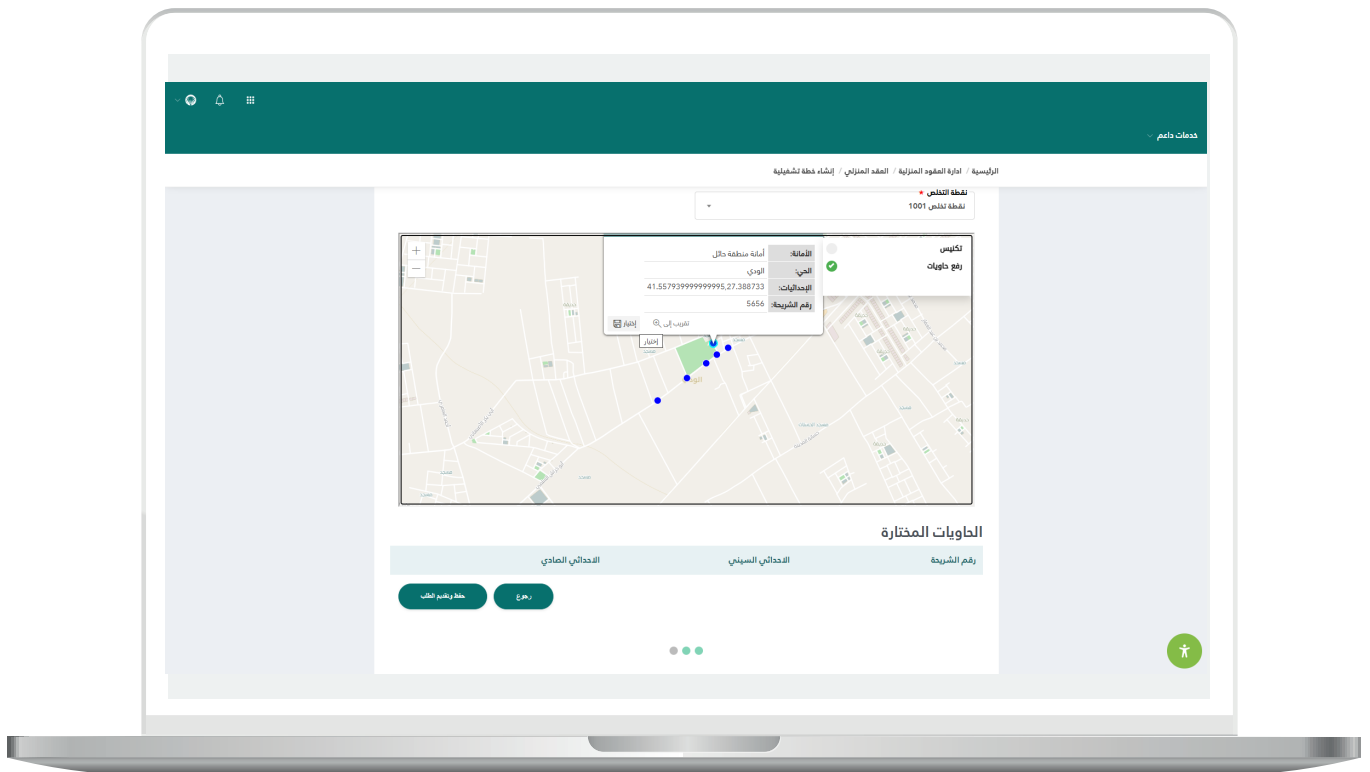 خدمات داعم
الرئيسية / ادارة العقود المنزلية / العقد المنزلي / إنشاء خطة تشغيلية
نقطة التخلص *
نقطة تخلص 1001
تكنيس
رفع حاويات
الأمانة: أمانة منطقة حائل
الحي: الودي
الإحداثيات: 41.557939999999995,27.388733
رقم الشريحة: 5656
تقريب إلى
إختيار
إختيار
الحاويات المختارة
رقم الشريحة الاحداثي السيني الاحداثي الصادي
رجوع
حفظ وتقديم الطلب